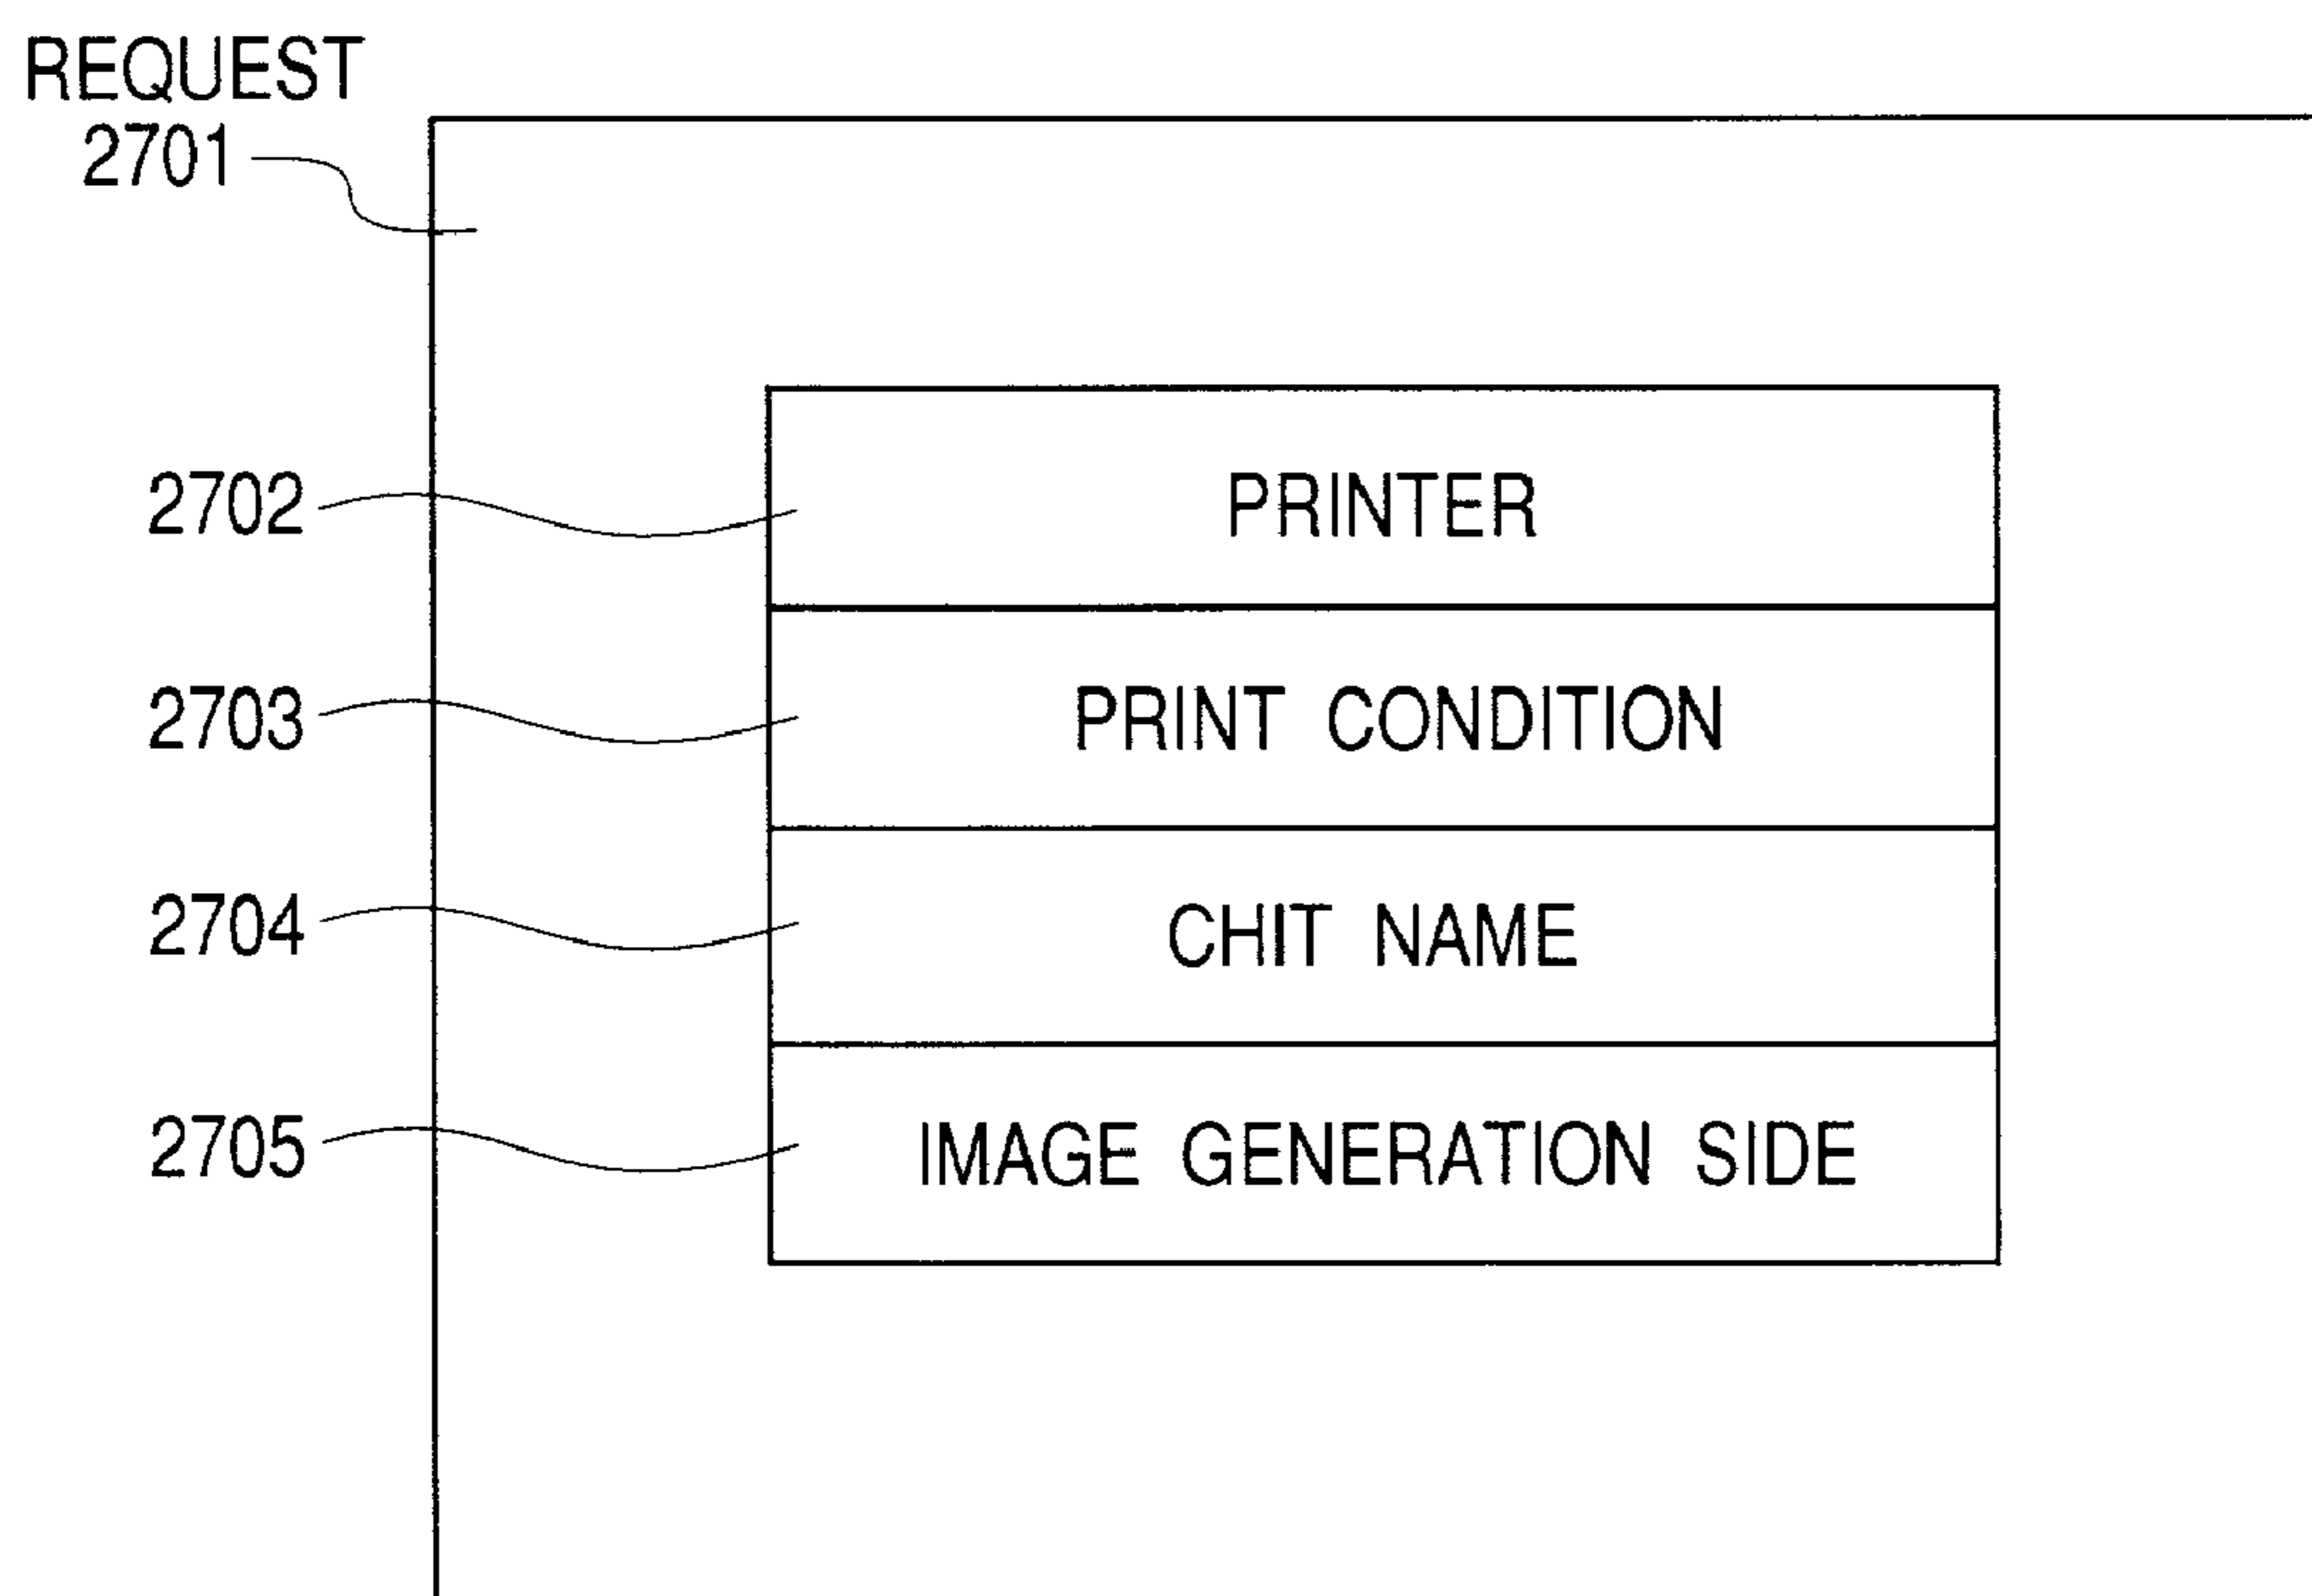 REQUEST
2701
2702 PRINTER
2703 PRINT CONDITION
2704 CHIT NAME
2705 IMAGE GENERATION SIDE